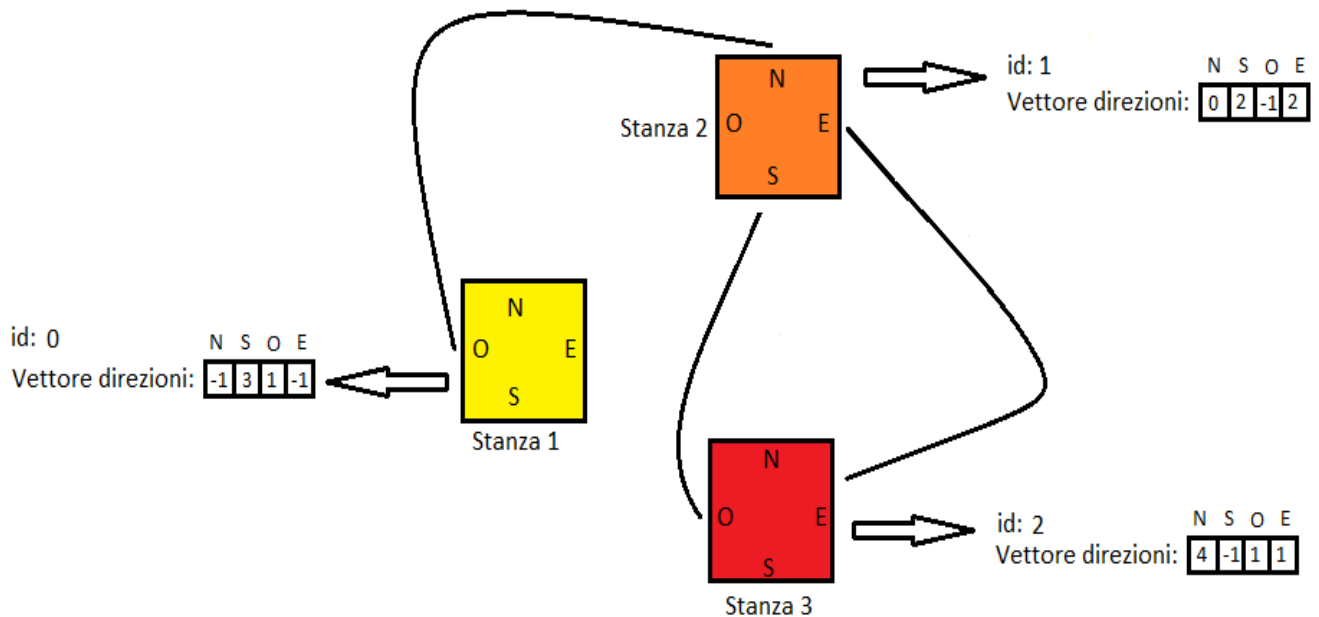 id: 1
N S O E
Vettore direzioni: 0 2 -1 2
N
Stanza 2 O E
S
id: 0
N S O E
Vettore direzioni: -1 3 1 -1
N
O E
S
Stanza 1
N
O E
S
Stanza 3
id: 2
N S O E
Vettore direzioni: 4 -1 1 1